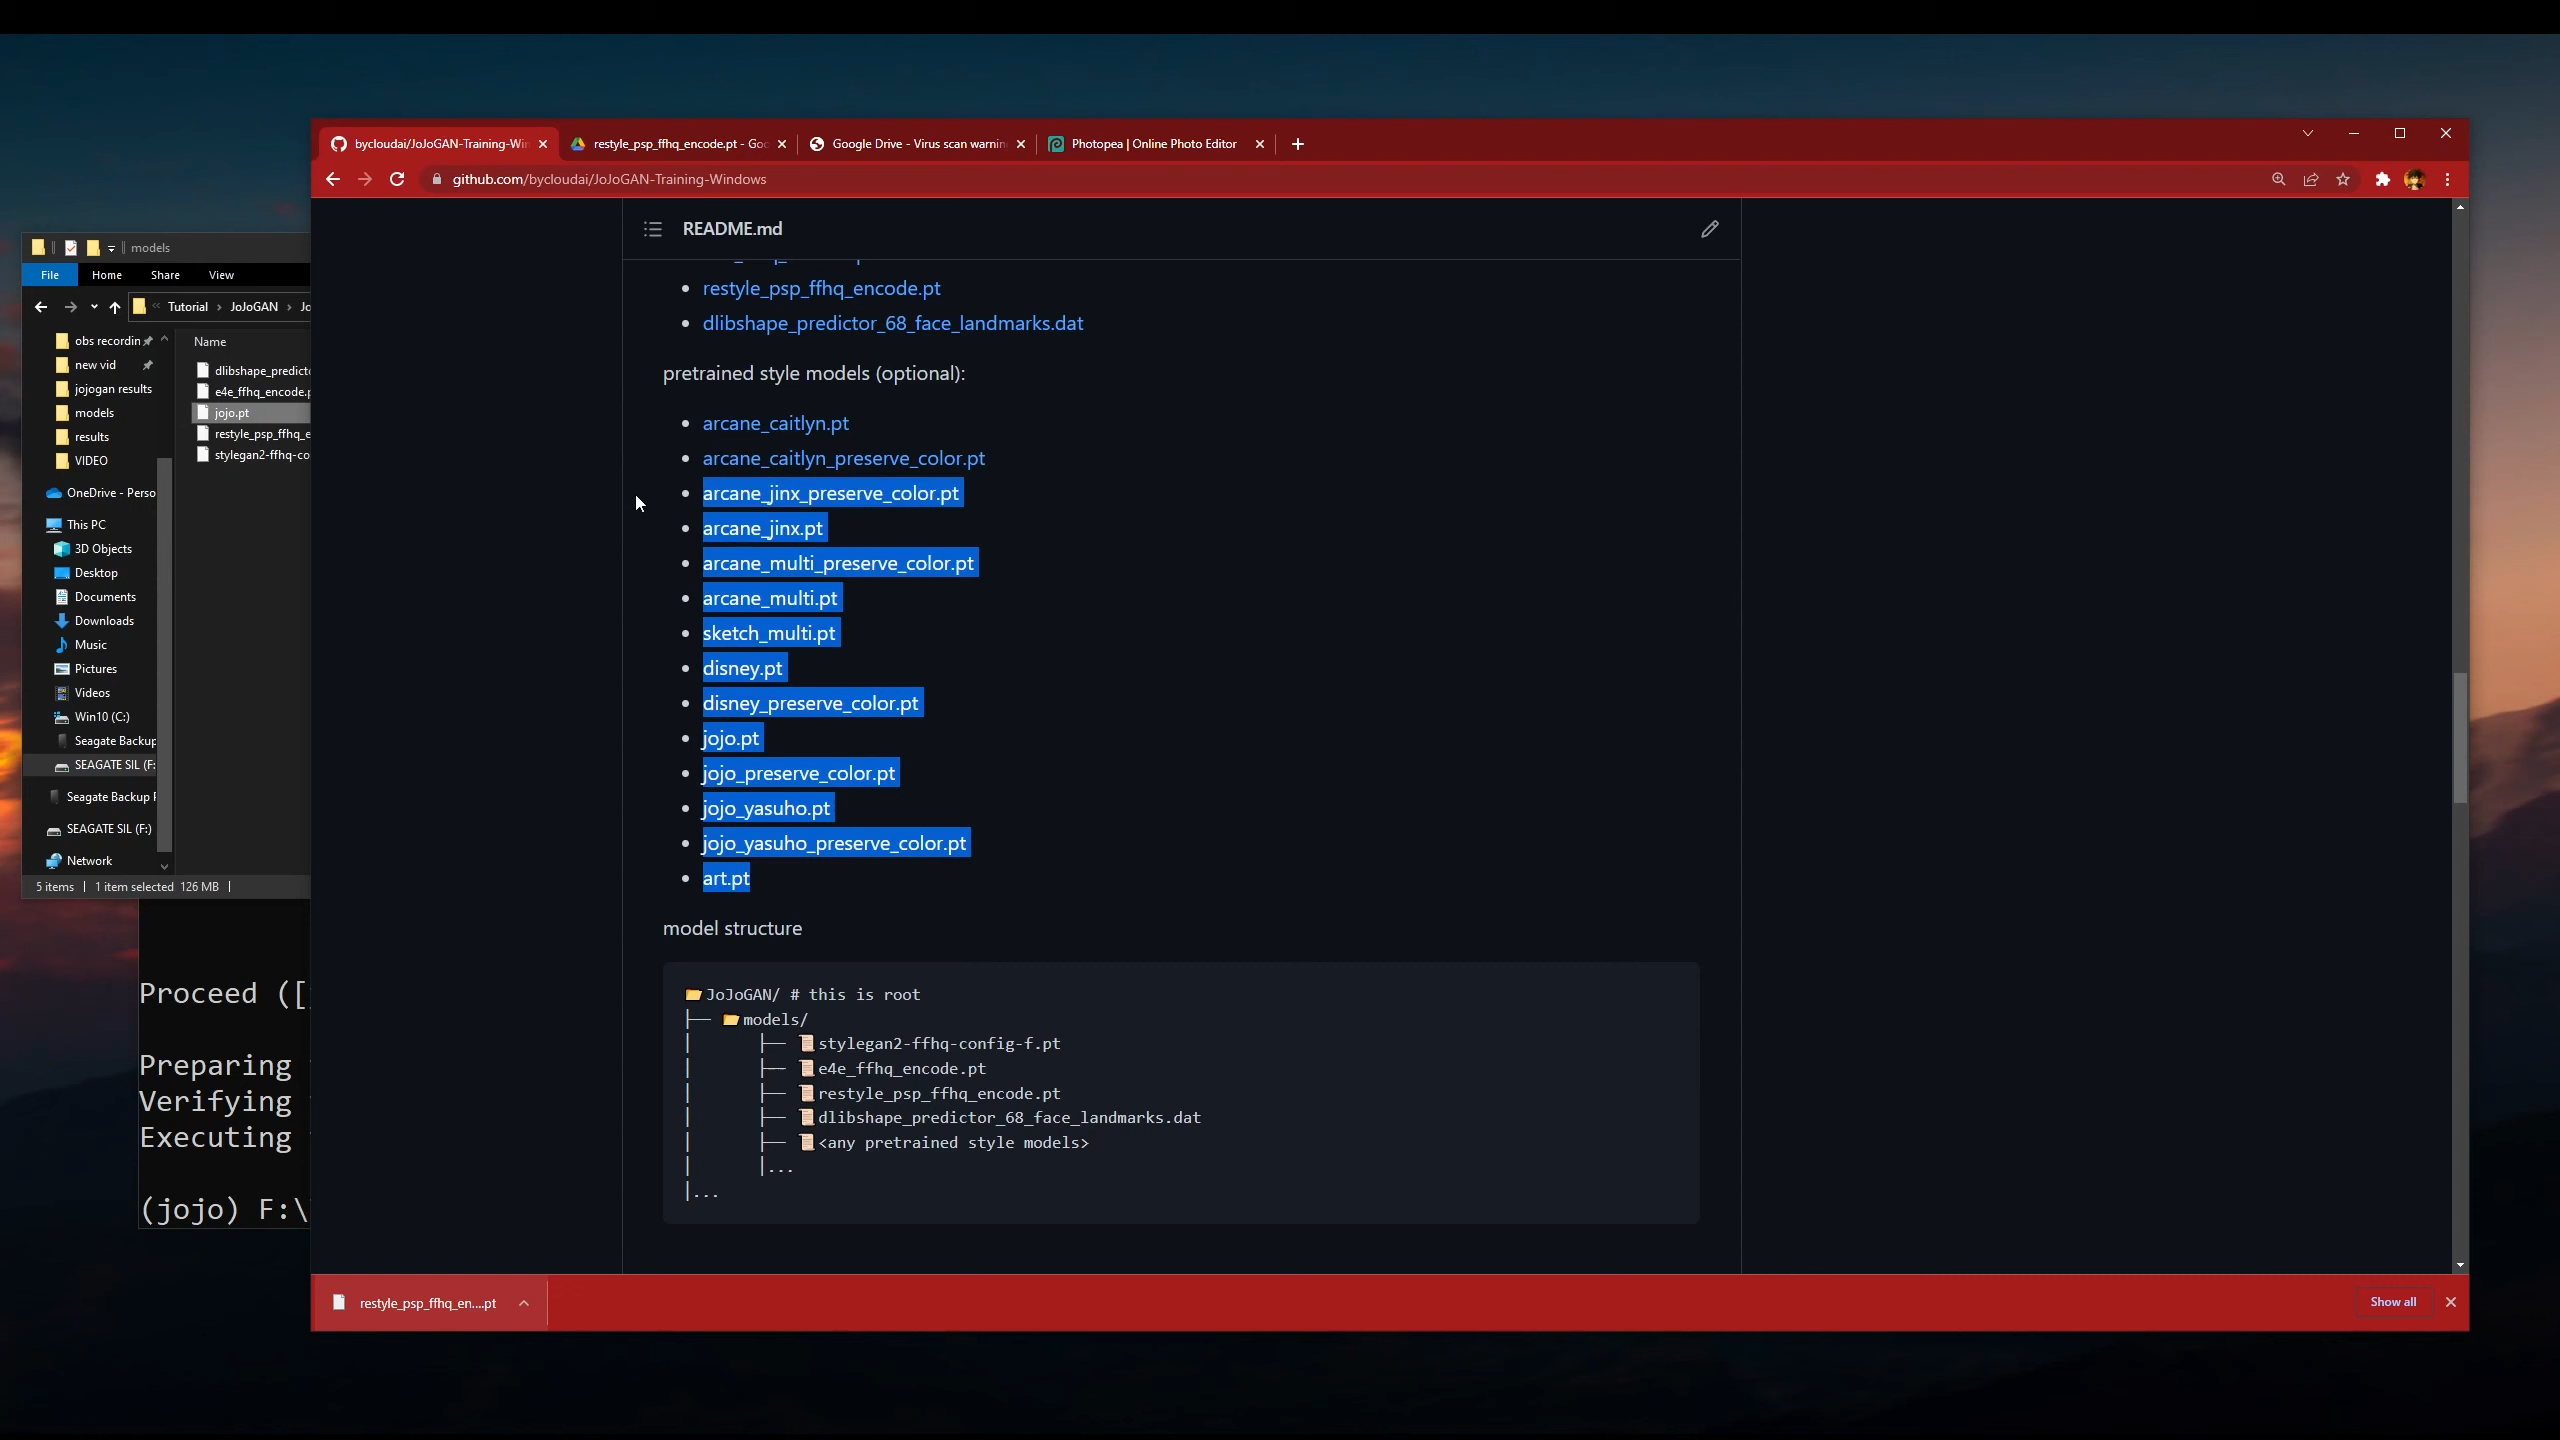 bycloudai/JoJoGAN-Training-Wir
restyle_psp_ffhq_encode.pt - Goo
Google Drive - Virus scan warnin
Photopea | Online Photo Editor
github.com/bycloudai/JoJoGAN-Training-Windows
models
File Home Share View
Tutorial JoJoGAN Jo
obs recordin
new vid
jojogan results
models
results
VIDEO
OneDrive - Perso
This PC
3D Objects
Desktop
Documents
Downloads
Music
Pictures
Videos
Win10 (C:)
Seagate Backup
SEAGATE SIL (F:
Seagate Backup
SEAGATE SIL (F:)
Network
Name
dlibshape_predict
e4e_ffhq_encode.
jojo.pt
restyle_psp_ffhq_e
stylegan2-ffhq-co
5 items 1 item selected 126 MB
Proceed ([
Preparing
Verifying
Executing
(jojo) F:\
README.md
restyle_psp_ffhq_encode.pt
dlibshape_predictor_68_face_landmarks.dat
pretrained style models (optional):
arcane_caitlyn.pt
arcane_caitlyn_preserve_color.pt
arcane_jinx_preserve_color.pt
arcane_jinx.pt
arcane_multi_preserve_color.pt
arcane_multi.pt
sketch_multi.pt
disney.pt
disney_preserve_color.pt
jojo.pt
jojo_preserve_color.pt
jojo_yasuho.pt
jojo_yasuho_preserve_color.pt
art.pt
model structure
JoJoGAN/ # this is root
models/
stylegan2-ffhq-config-f.pt
e4e_ffhq_encode.pt
restyle_psp_ffhq_encode.pt
dlibshape_predictor_68_face_landmarks.dat
<any pretrained style models>
...
...
restyle_psp_ffhq_en....pt
Show all